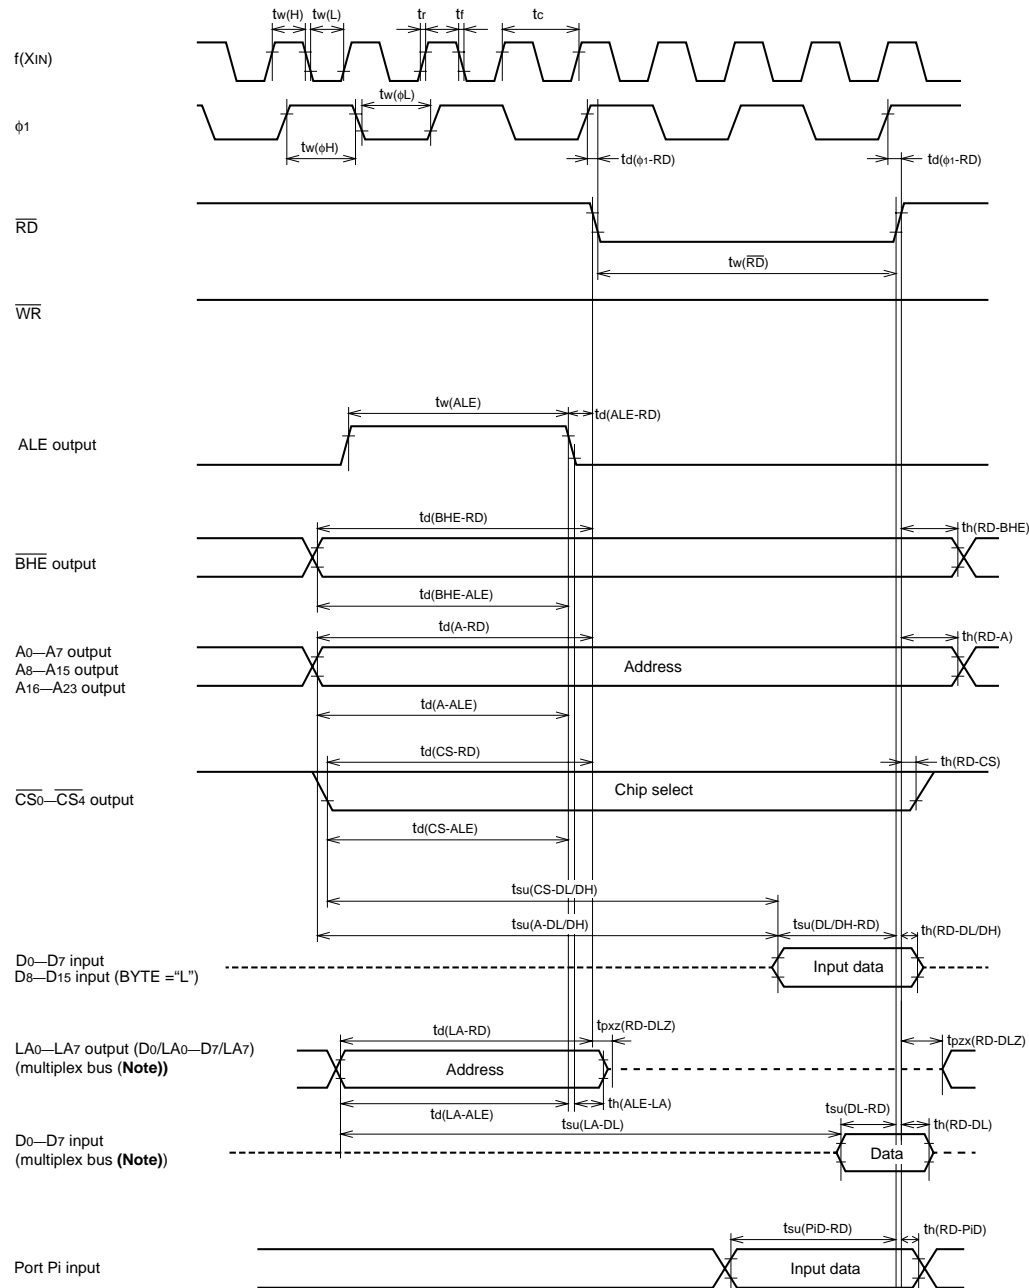 tw(H) tw(L) tr tf tc
f(XIN)
tw(ϕL)
ϕ1
tw(ϕH)
td(ϕ1-RD) td(ϕ1-RD)
RD
tw(RD)
WR
tw(ALE)
td(ALE-RD)
ALE output
td(BHE-RD)
th(RD-BHE)
BHE output
td(BHE-ALE)
td(A-RD)
th(RD-A)
A0—A7 output
A8—A15 output
A16—A23 output
Address
td(A-ALE)
td(CS-RD)
th(RD-CS)
CS0—CS4 output
Chip select
td(CS-ALE)
tsu(CS-DL/DH)
tsu(A-DL/DH)
tsu(DL/DH-RD)
th(RD-DL/DH)
D0—D7 input
D8—D15 input (BYTE =“L”)
Input data
td(LA-RD)
tpxz(RD-DLZ)
tpzx(RD-DLZ)
LA0—LA7 output (D0/LA0—D7/LA7)
(multiplex bus (Note))
Address
td(LA-ALE)
th(ALE-LA)
tsu(LA-DL)
tsu(DL-RD)
th(RD-DL)
D0—D7 input
(multiplex bus (Note))
Data
tsu(PiD-RD)
th(RD-PiD)
Port Pi input
Input data